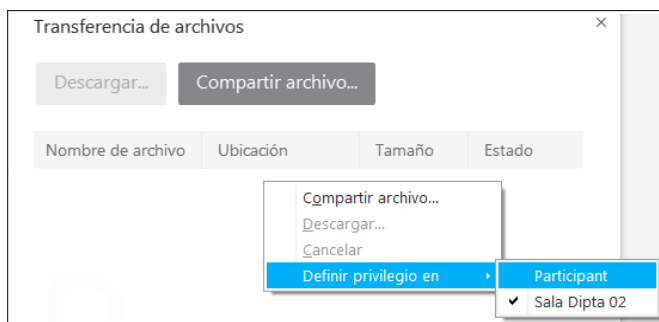 Transferencia de archivos ×
Descargar... Compartir archivo...
Nombre de archivo Ubicación Tamaño Estado
Compartir archivo...
Descargar...
Cancelar
Definir privilegio en Participant
✔ Sala Dipta 02